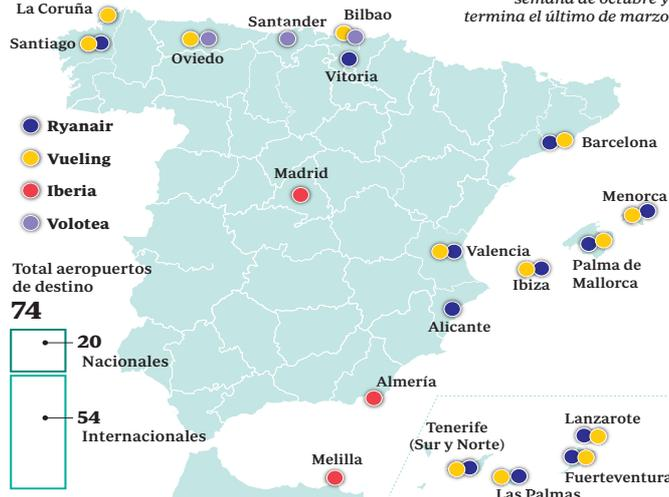 semana de octubre y
termina el último de marzo
La Coruña
Bilbao
Santander
Santiago
Oviedo
Vitoria
Ryanair
Vueling
Iberia
Volotea
Barcelona
Madrid
Menorca
Valencia
Palma de
Mallorca
Ibiza
Alicante
Total aeropuertos
de destino
74
20
Nacionales
54
Internacionales
Almería
Melilla
Tenerife
(Sur y Norte)
Lanzarote
Fuerteventura
Las Palmas